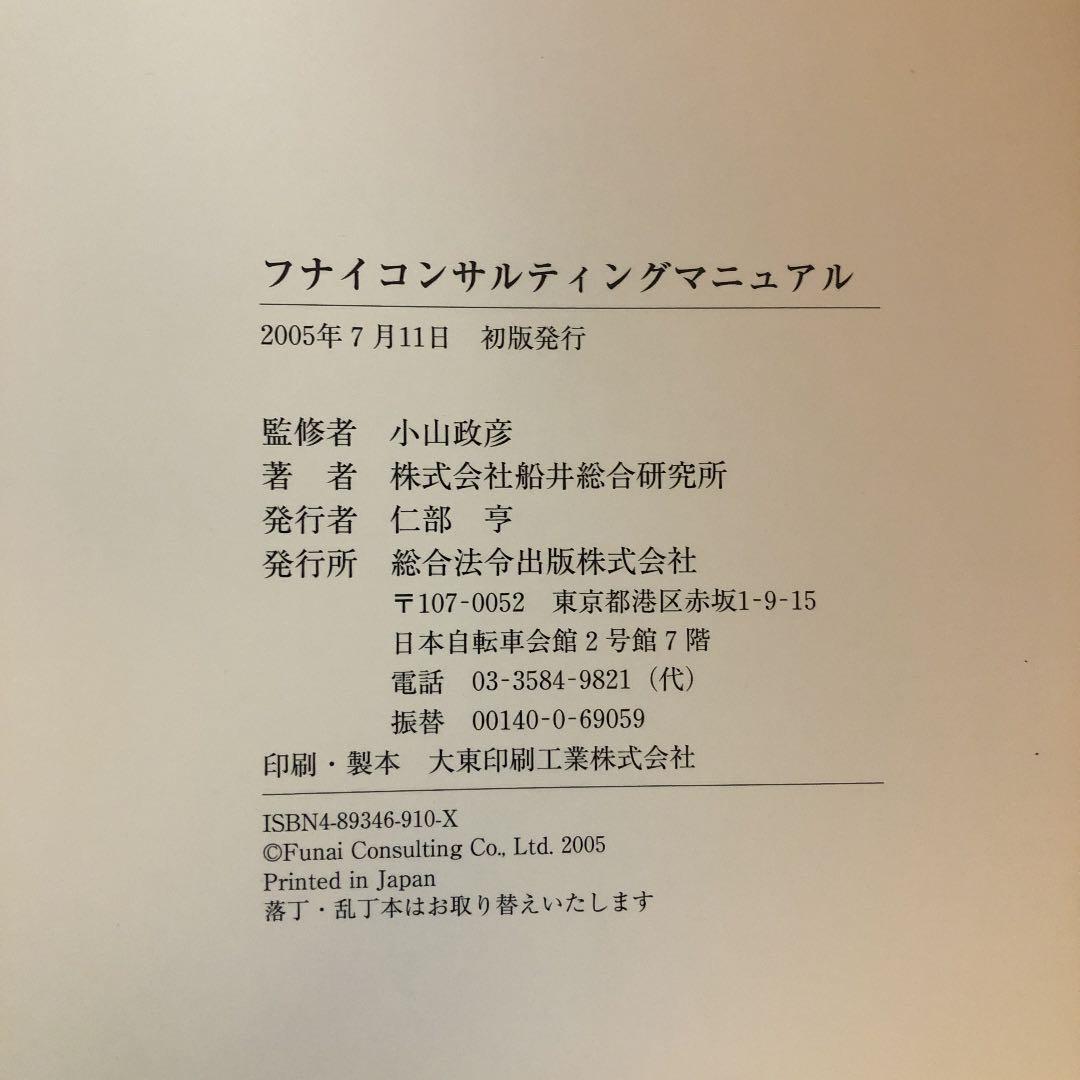 フナイコンサルティングマニュアル
2005年7月11日　初版発行
監修者　小山政彦
著　者　株式会社船井総合研究所
発行者　仁部　亨
発行所　総合法令出版株式会社
〒107-0052　東京都港区赤坂1-9-15
日本自転車会館2号館7階
電話　03-3584-9821（代）
振替　00140-0-69059
印刷・製本　大東印刷工業株式会社
ISBN4-89346-910-X
©Funai Consulting Co., Ltd. 2005
Printed in Japan
落丁・乱丁本はお取り替えいたします